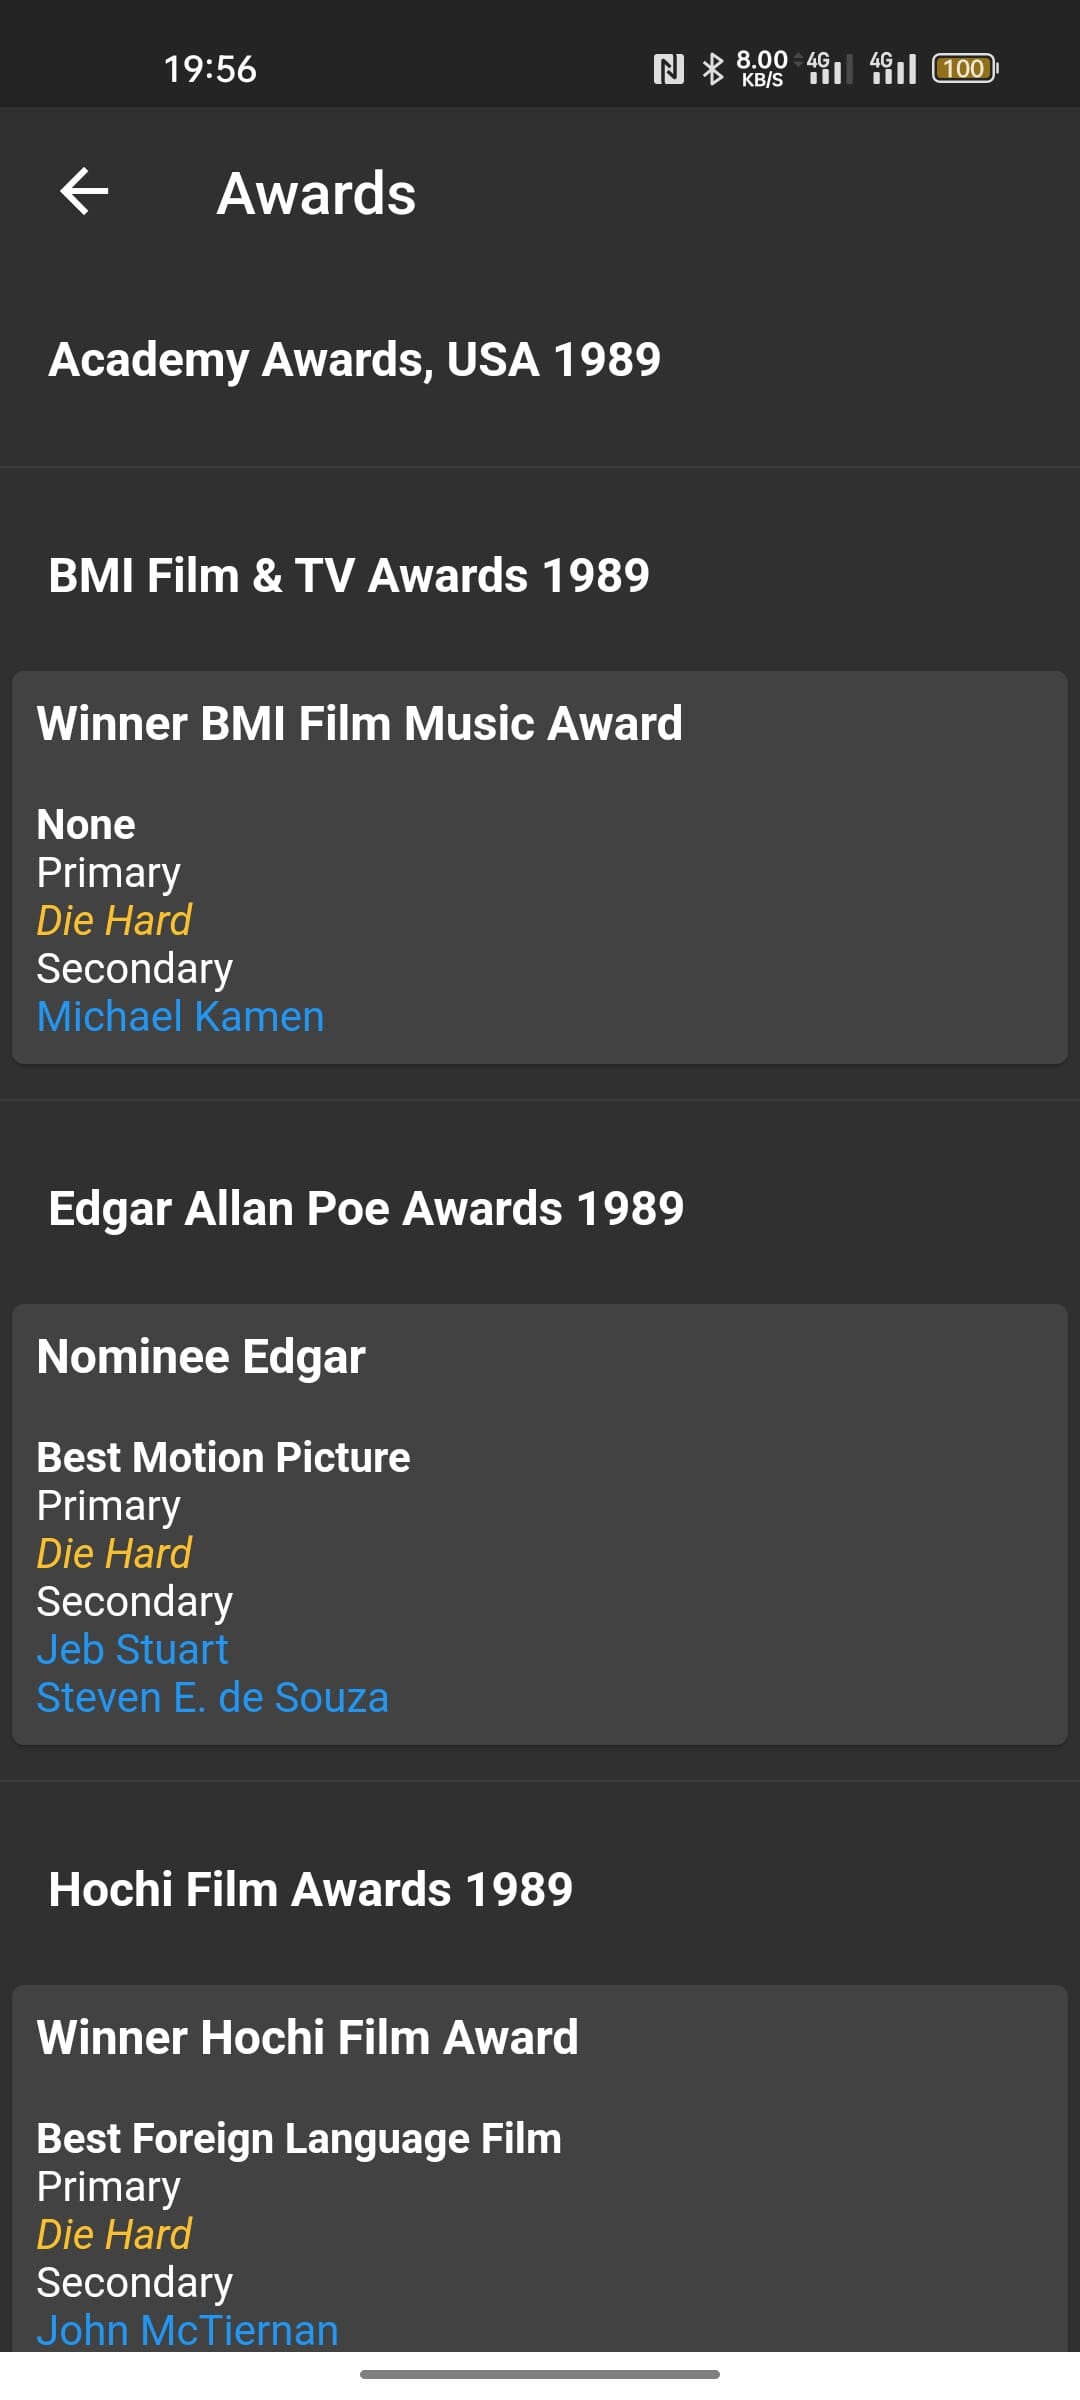 19:56
8.00
KB/S
4G
4G
100
Awards
Academy Awards, USA 1989
BMI Film & TV Awards 1989
Winner BMI Film Music Award
None
Primary
Die Hard
Secondary
Michael Kamen
Edgar Allan Poe Awards 1989
Nominee Edgar
Best Motion Picture
Primary
Die Hard
Secondary
Jeb Stuart
Steven E. de Souza
Hochi Film Awards 1989
Winner Hochi Film Award
Best Foreign Language Film
Primary
Die Hard
Secondary
John McTiernan